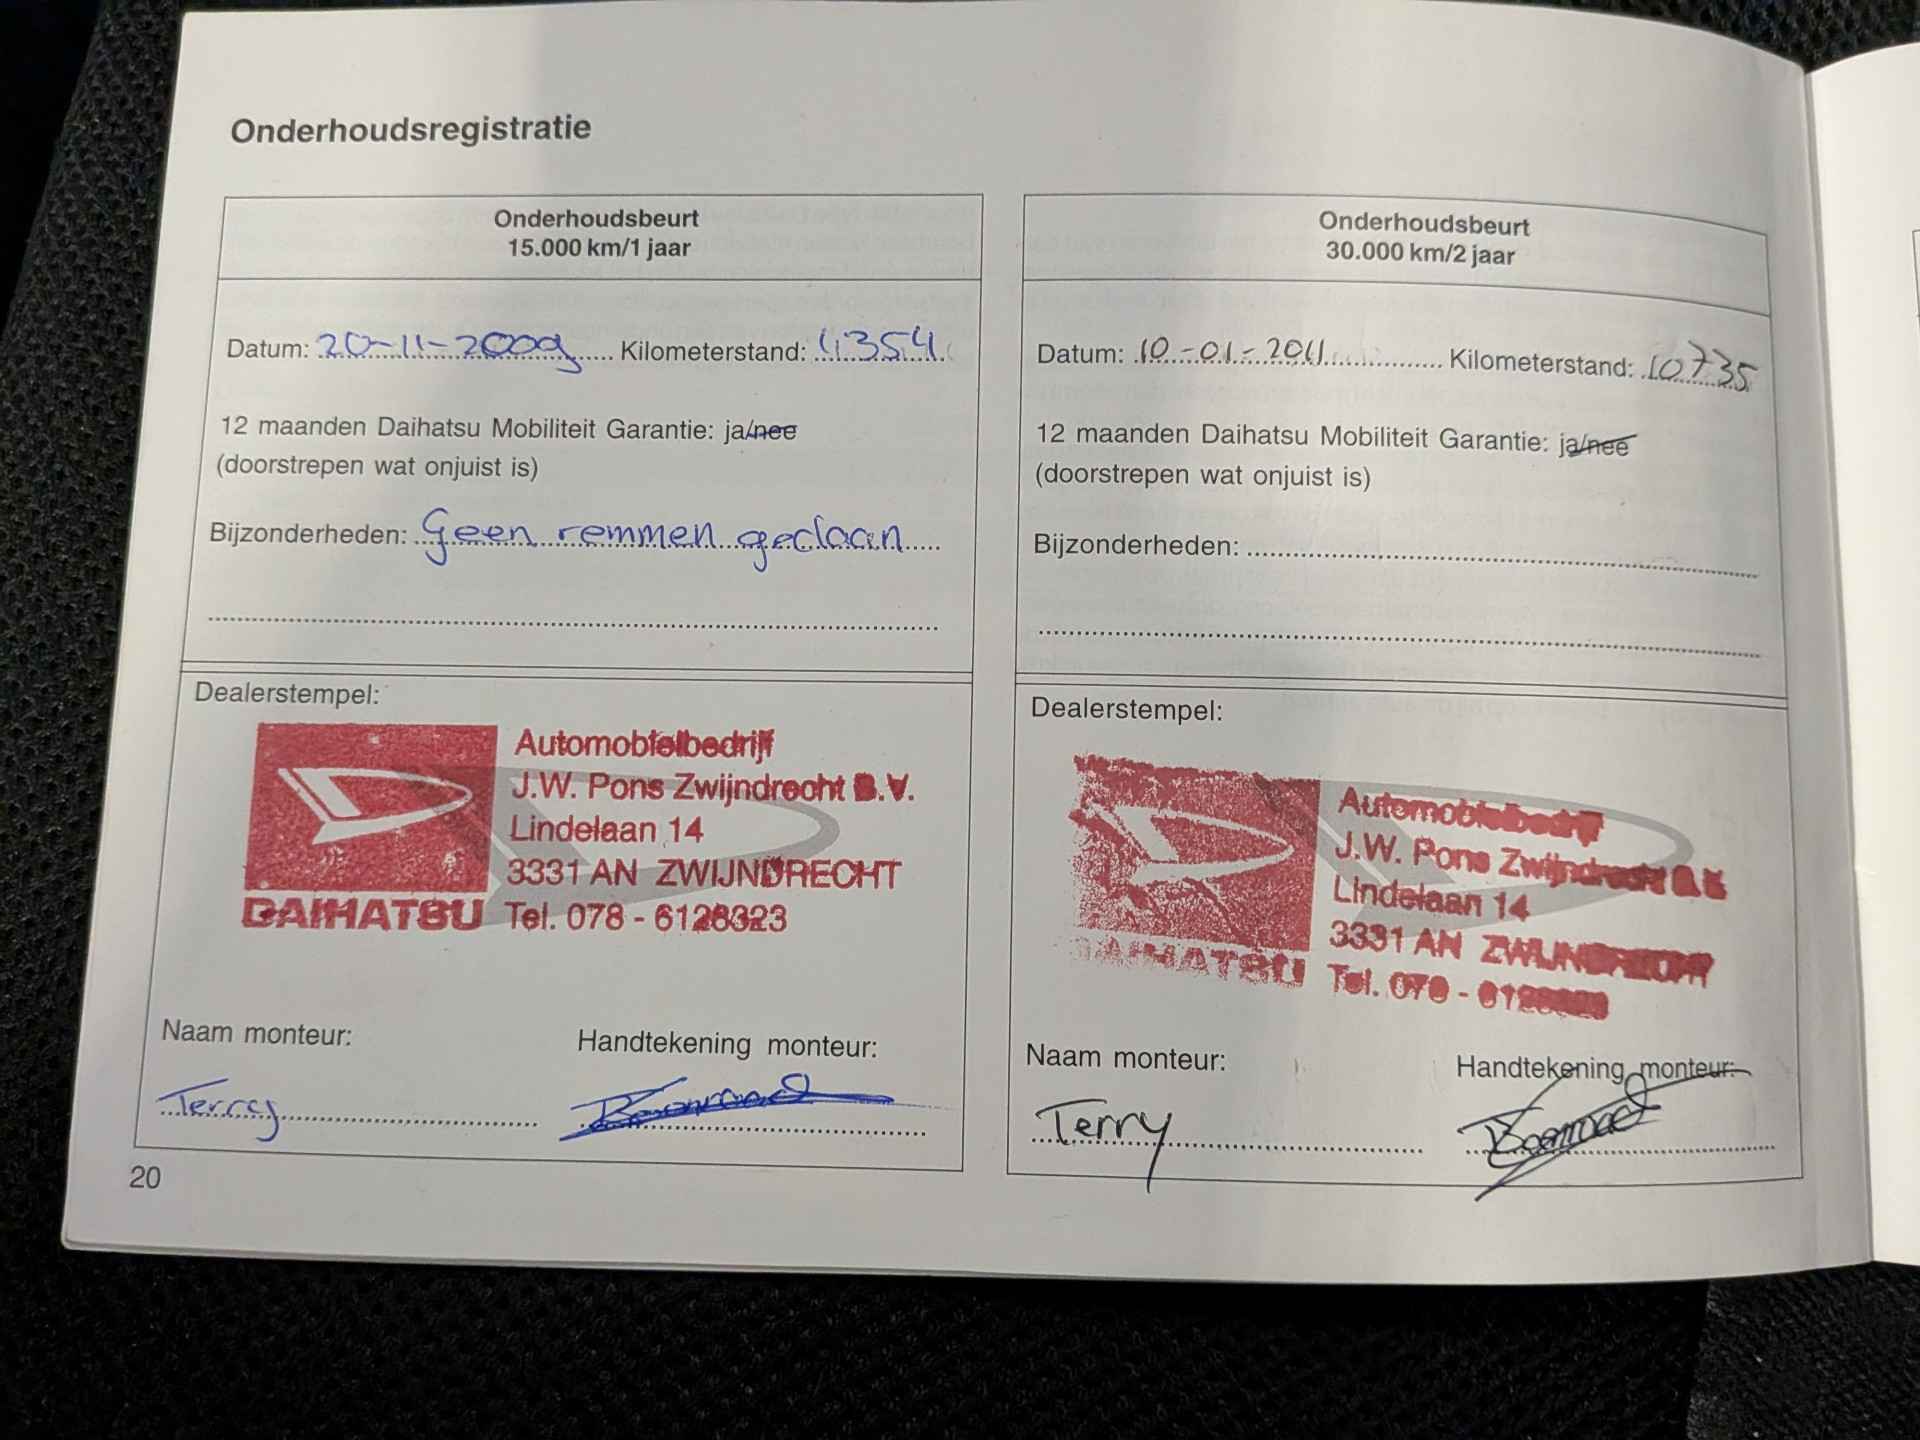 Onderhoudsregistratie
Onderhoudsbeurt
15.000 km/1 jaar
Datum: 20-11-2009 Kilometerstand: 4354
12 maanden Daihatsu Mobiliteit Garantie: ja/nee
(doorstrepen wat onjuist is)
Bijzonderheden: Geen remmen gedaan
Dealerstempel:
Automobielbedrijf
J.W. Pons Zwijndrecht B.V.
Lindelaan 14
3331 AN ZWIJNDRECHT
DAIHATSU Tel. 078 - 6128323
Naam monteur: Handtekening monteur:
Terry
20
Onderhoudsbeurt
30.000 km/2 jaar
Datum: 10-01-2011 Kilometerstand: 10735
12 maanden Daihatsu Mobiliteit Garantie: ja/nee
(doorstrepen wat onjuist is)
Bijzonderheden:
Dealerstempel:
Automobielbedrijf
J.W. Pons Zwijndrecht B.V.
Lindelaan 14
3331 AN ZWIJNDRECHT
DAIHATSU Tel. 078 - 6128323
Naam monteur: Handtekening monteur:
Terry